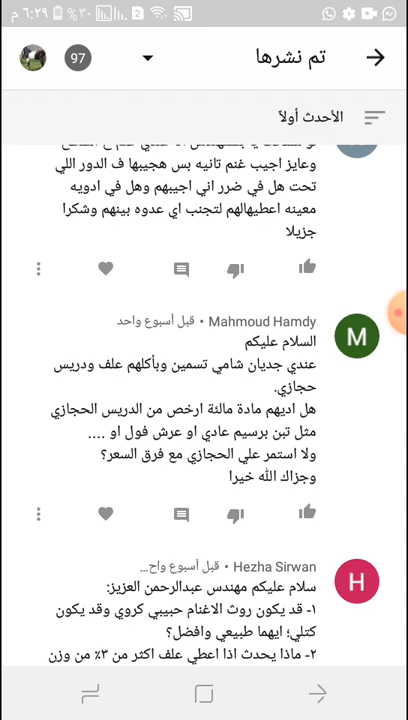 ٦:٢٩ م ٣٠% 2
تم نشرها 97
الأحدث أولاً
وعايز اجيب غنم تانيه بس هجيبها ف الدور اللي
تحت هل في ضرر اني اجيبهم وهل في ادويه
معينه اعطيهالهم لتجنب اي عدوه بينهم وشكرا
جزيلا
Mahmoud Hamdy • قبل أسبوع واحد
M
السلام عليكم
عندي جديان شامي تسمين وبأكلهم علف ودريس
حجازي.
هل اديهم مادة مالئة ارخص من الدريس الحجازي
مثل تبن برسيم عادي او عرش فول او ....
ولا استمر علي الحجازي مع فرق السعر؟
وجزاك الله خيرا
Hezha Sirwan • قبل أسبوع واح...
H
سلام عليكم مهندس عبدالرحمن العزيز:
١- قد يكون روث الاغنام حبيبي كروي وقد يكون
كتلي؛ ايهما طبيعي وافضل؟
٢- ماذا يحدث اذا اعطي علف اكثر من ٣٪ من وزن